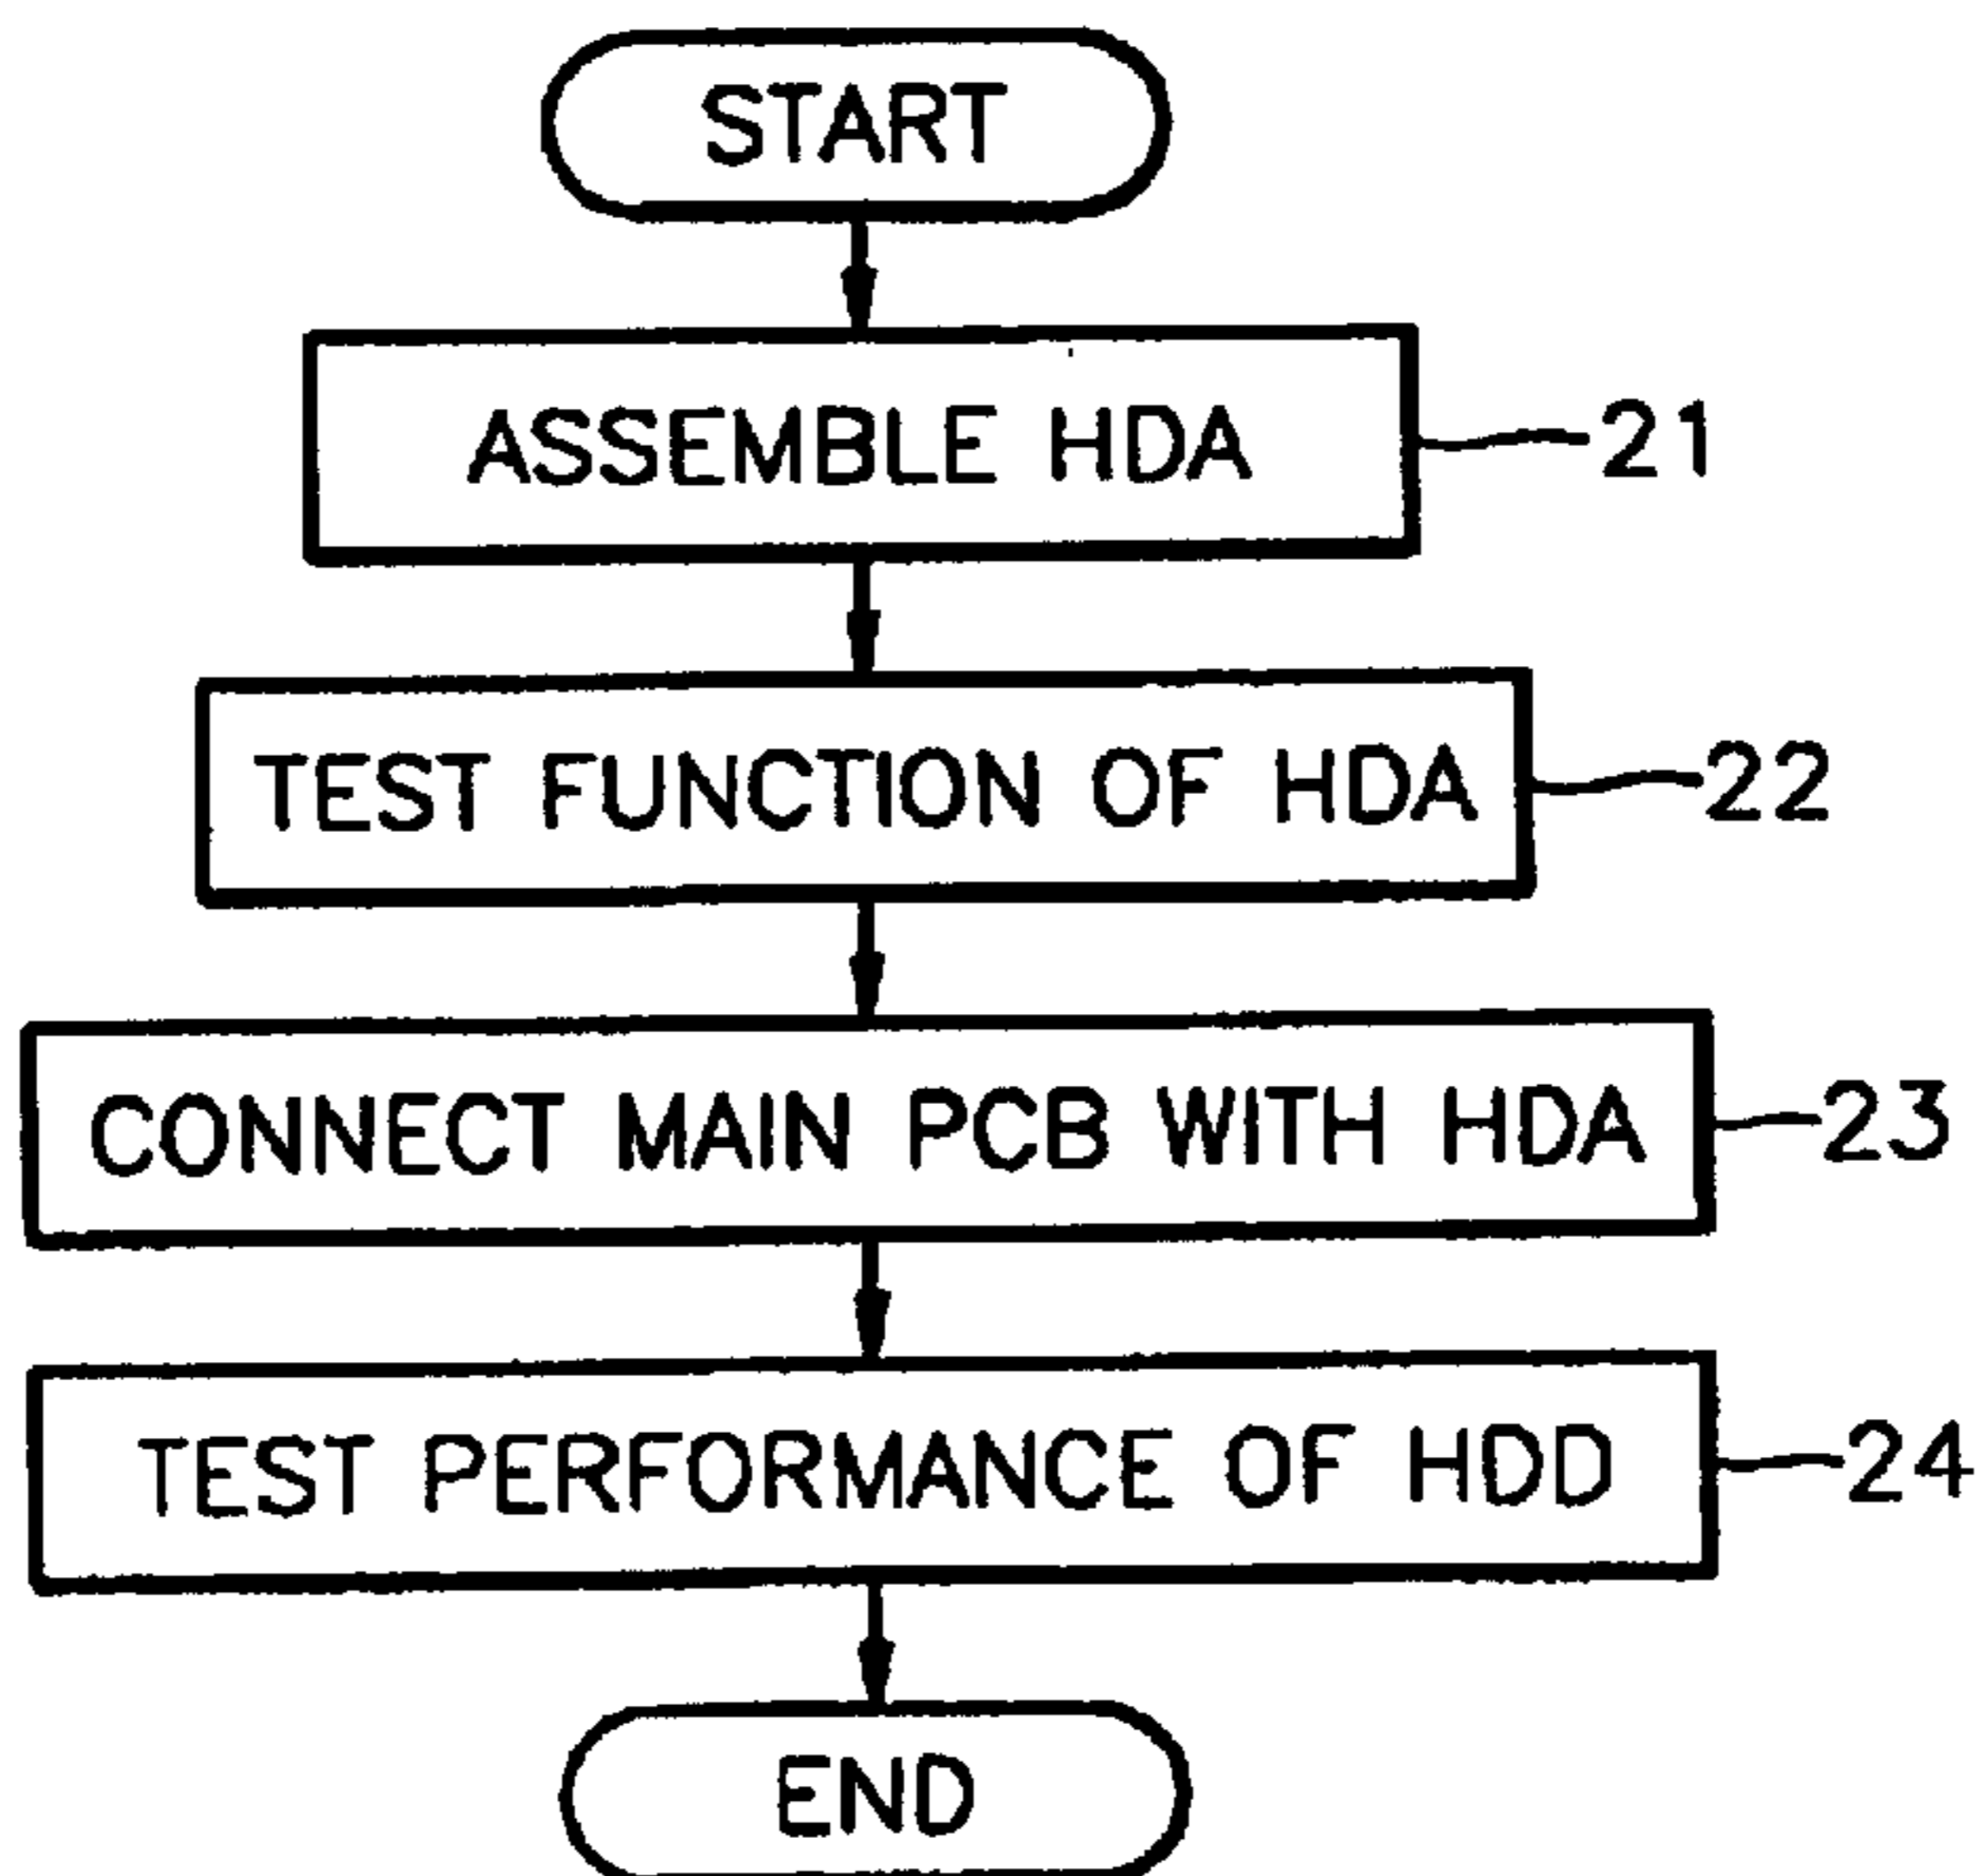 START
ASSEMBLE HDA 21
TEST FUNCTION OF HDA 22
CONNECT MAIN PCB WITH HDA 23
TEST PERFORMANCE OF HDD 24
END